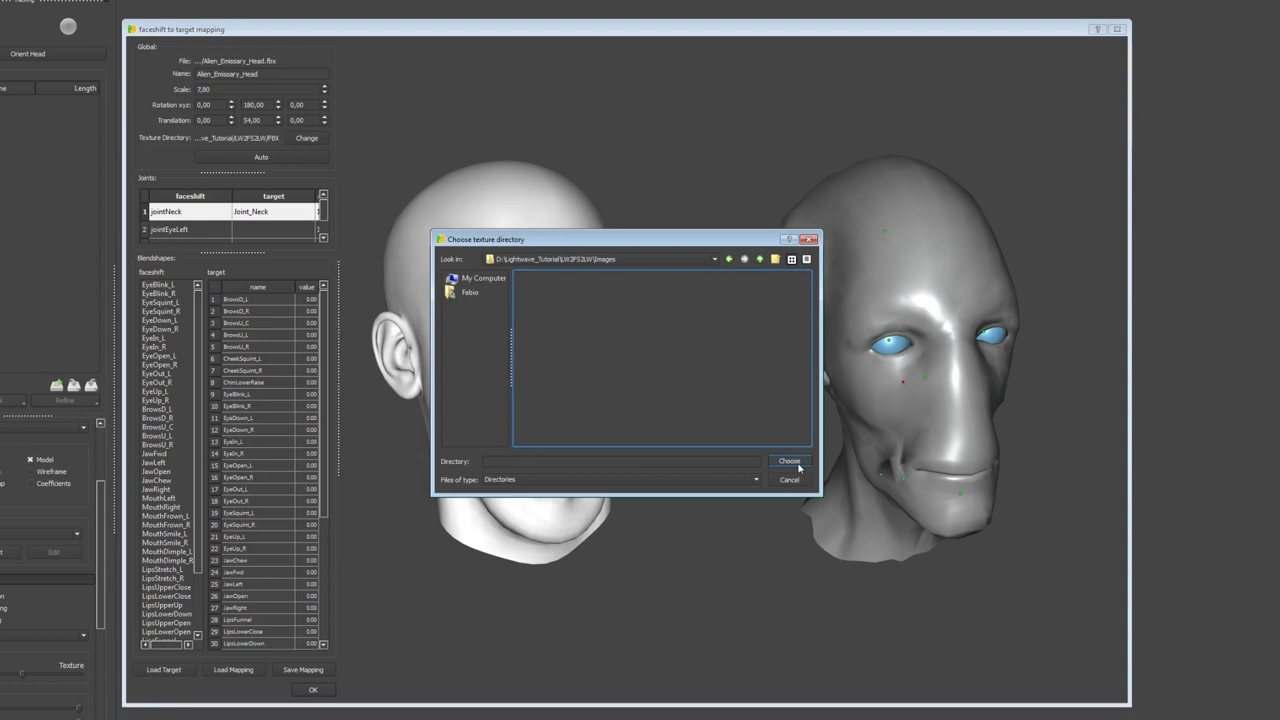 faceshift to target mapping
Orient Head
Length
Global:
File: .../Alien_Emissary_Head.fbx
Name: Alien_Emissary_Head
Scale: 7,80
Rotation xyz: 0,00 180,00 0,00
Translation: 0,00 54,00 0,00
Texture Directory: ...ve_Tutorial/LW2FS2LW/FBX Change
Auto
Joints:
faceshift target
1 jointNeck Joint_Neck
2 jointEyeLeft
Blendshapes:
faceshift
EyeBlink_L
EyeBlink_R
EyeSquint_L
EyeSquint_R
EyeDown_L
EyeDown_R
EyeIn_L
EyeIn_R
EyeOpen_L
EyeOpen_R
EyeOut_L
EyeOut_R
EyeUp_L
EyeUp_R
BrowsD_L
BrowsD_R
BrowsU_C
BrowsU_L
BrowsU_R
JawFwd
JawLeft
JawOpen
JawChew
JawRight
MouthLeft
MouthRight
MouthFrown_L
MouthFrown_R
MouthSmile_L
MouthSmile_R
MouthDimple_L
MouthDimple_R
LipsStretch_L
LipsStretch_R
LipsUpperClose
LipsLowerClose
LipsUpperUp
LipsLowerDown
LipsUpperOpen
LipsLowerOpen
target
name value
1 BrowsD_L 0.00
2 BrowsD_R 0.00
3 BrowsU_C 0.00
4 BrowsU_L 0.00
5 BrowsU_R 0.00
6 CheekSquint_L 0.00
7 CheekSquint_R 0.00
8 ChinLowerRaise 0.00
9 EyeBlink_L 0.00
10 EyeBlink_R 0.00
11 EyeDown_L 0.00
12 EyeDown_R 0.00
13 EyeIn_L 0.00
14 EyeIn_R 0.00
15 EyeOpen_L 0.00
16 EyeOpen_R 0.00
17 EyeOut_L 0.00
18 EyeOut_R 0.00
19 EyeSquint_L 0.00
20 EyeSquint_R 0.00
21 EyeUp_L 0.00
22 EyeUp_R 0.00
23 JawChew 0.00
24 JawFwd 0.00
25 JawLeft 0.00
26 JawOpen 0.00
27 JawRight 0.00
28 LipsFunnel 0.00
29 LipsLowerClose 0.00
30 LipsLowerDown 0.00
Load Target Load Mapping Save Mapping
OK
Choose texture directory
Look in: D:\Lightwave_Tutorial\LW2FS2LW\Images
My Computer
Fabio
Directory: Choose
Files of type: Directories Cancel
Refine
Model
Wireframe
Coefficients
Edit
Texture